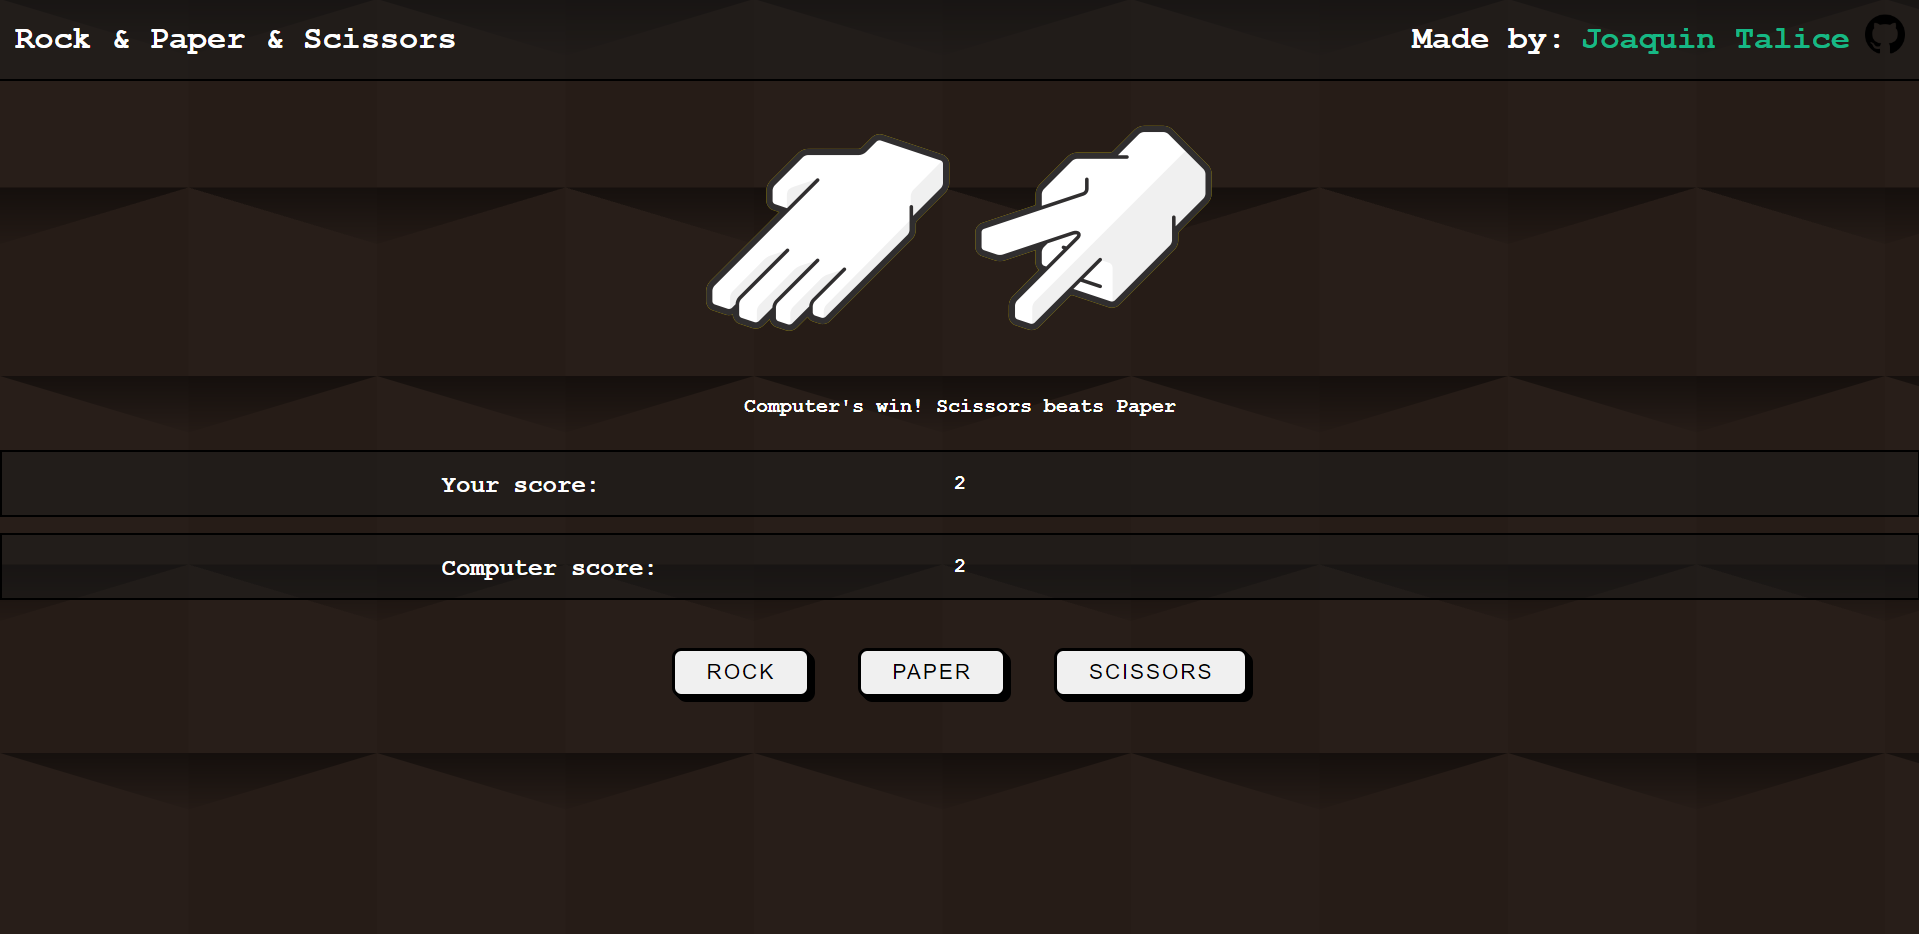 Rock & Paper & Scissors
Made by: Joaquin Talice
Computer's win! Scissors beats Paper
Your score: 2
Computer score: 2
ROCK PAPER SCISSORS